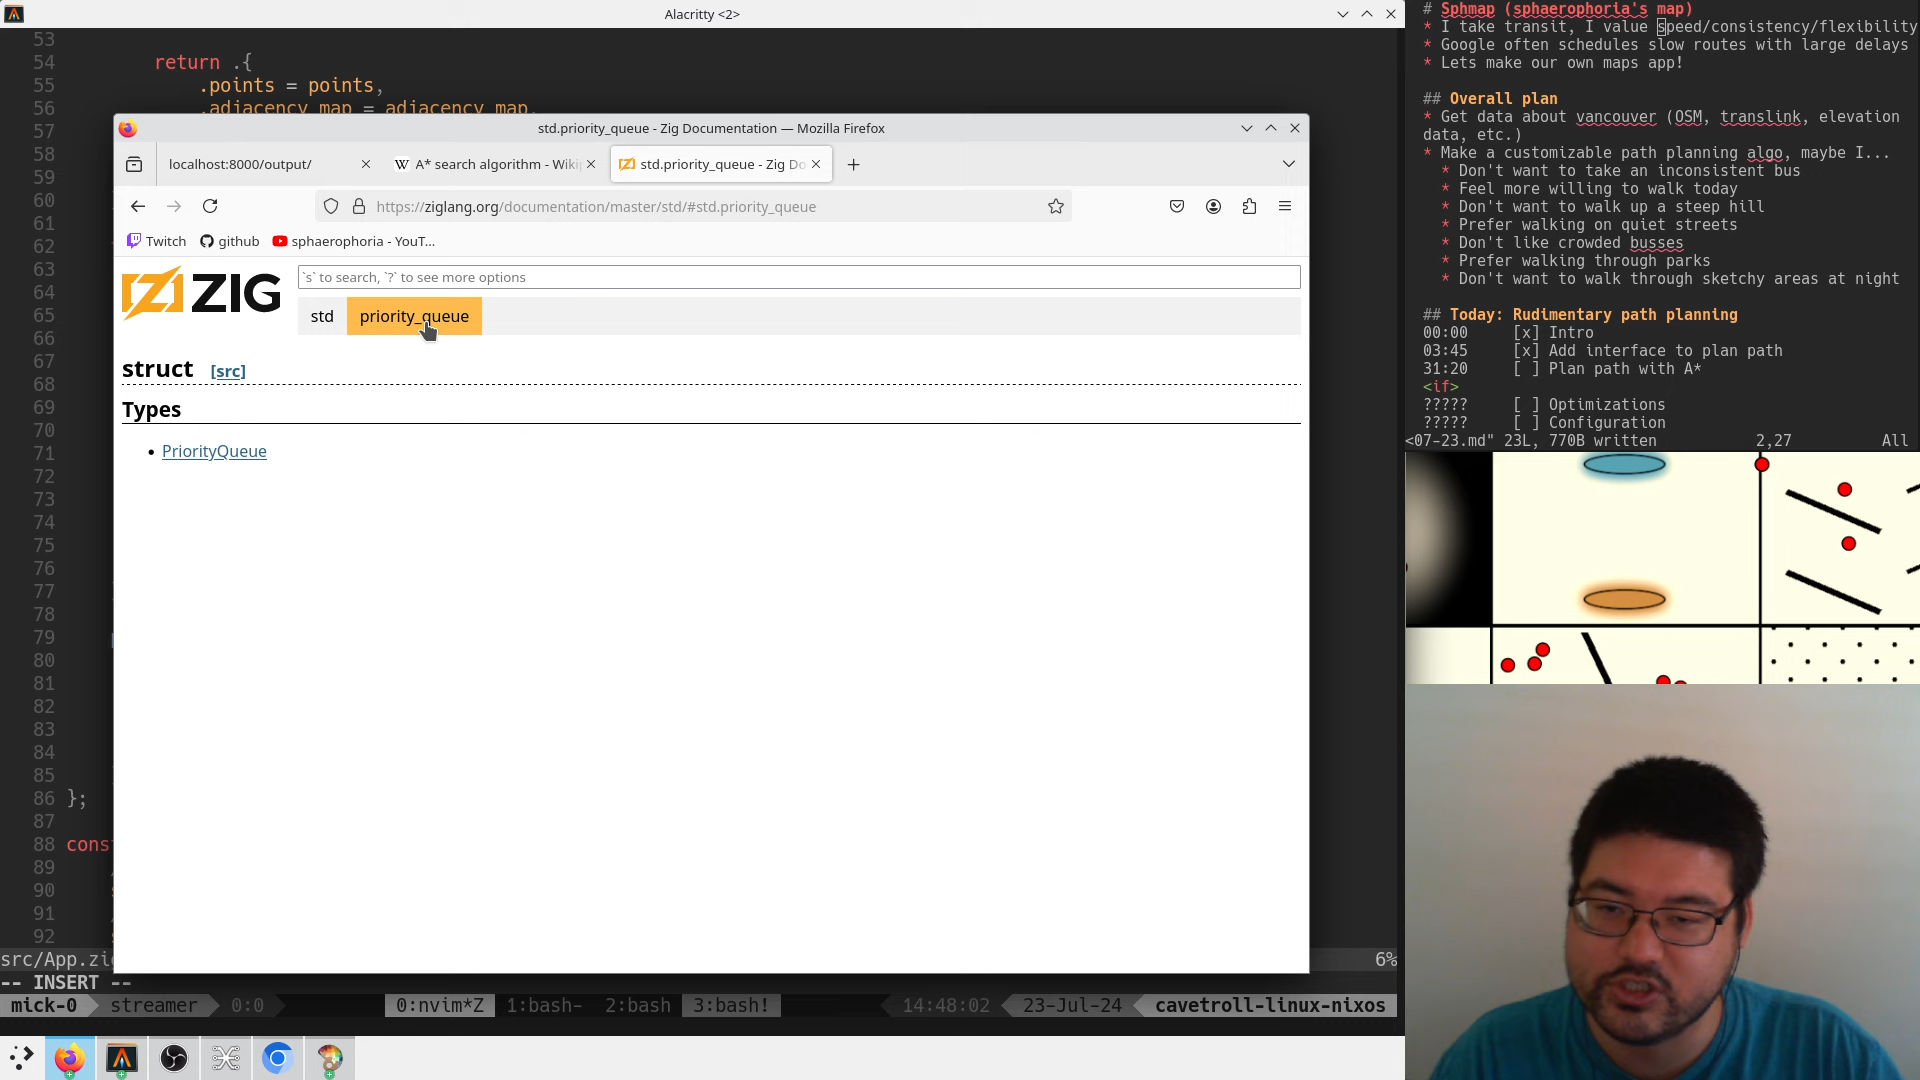 Alacritty <2>
53
54 return .{
55 .points = points,
56 .adjacency_map = adjacency_map,
57
58
59
60
61
62
63
64
65
66
67
68
69
70
71
72
73
74
75
76
77
78
79
80
81
82
83
84
85
86 };
87
88 cons
89
90
91
92
src/App.zi
6%
-- INSERT --
mick-0 streamer 0:0 0:nvim*Z 1:bash- 2:bash 3:bash! 14:48:02 23-Jul-24 cavetroll-linux-nixos
std.priority_queue - Zig Documentation — Mozilla Firefox
localhost:8000/output/
A* search algorithm - Wiki
std.priority_queue - Zig Do
https://ziglang.org/documentation/master/std/#std.priority_queue
Twitch github sphaerophoria - YouT...
ZIG
`s` to search, `?` to see more options
std priority_queue
struct [src]
Types
PriorityQueue
# Sphmap (sphaerophoria's map)
* I take transit, I value speed/consistency/flexibility
* Google often schedules slow routes with large delays
* Lets make our own maps app!
## Overall plan
* Get data about vancouver (OSM, translink, elevation
data, etc.)
* Make a customizable path planning algo, maybe I...
* Don't want to take an inconsistent bus
* Feel more willing to walk today
* Don't want to walk up a steep hill
* Prefer walking on quiet streets
* Don't like crowded busses
* Prefer walking through parks
* Don't want to walk through sketchy areas at night
## Today: Rudimentary path planning
00:00 [x] Intro
03:45 [x] Add interface to plan path
31:20 [ ] Plan path with A*
<if>
????? [ ] Optimizations
????? [ ] Configuration
<07-23.md" 23L, 770B written 2,27 All